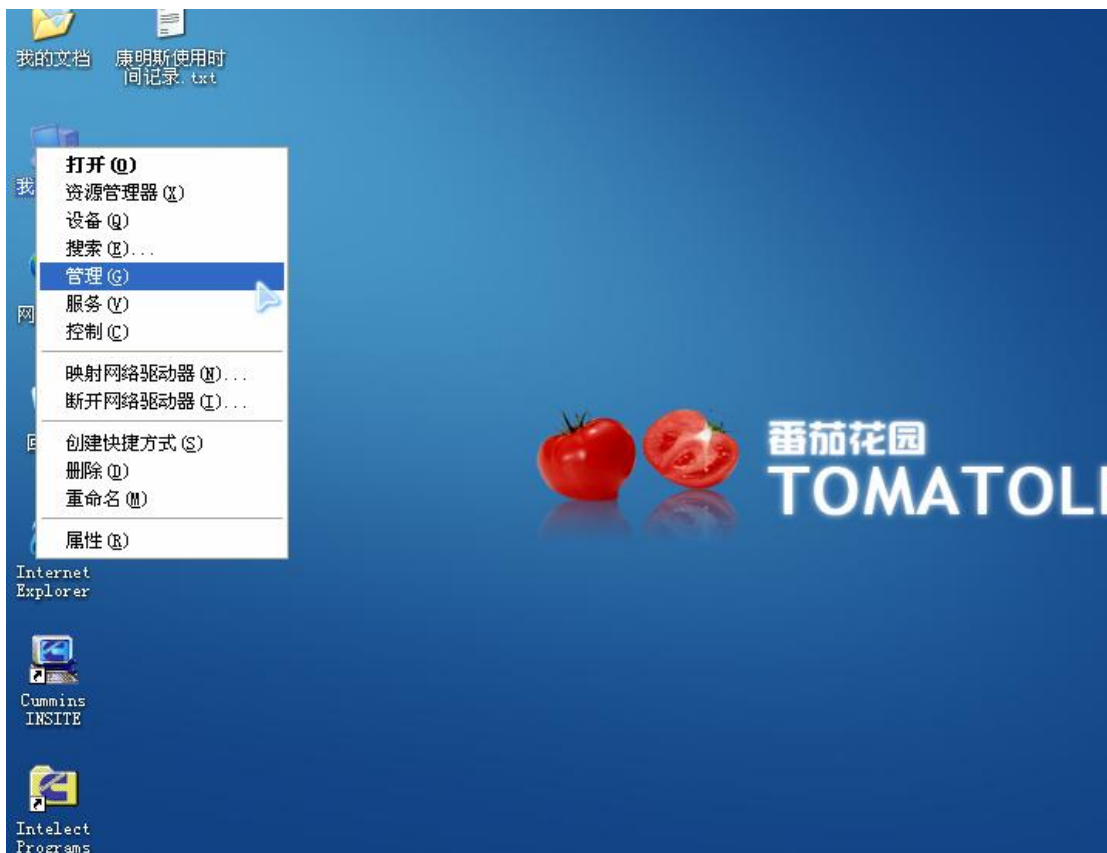 我的文档
康明斯使用时
间记录.txt
我
打开(O)
资源管理器(X)
设备(Q)
搜索(E)...
管理(G)
服务(V)
控制(C)
映射网络驱动器(N)...
断开网络驱动器(I)...
创建快捷方式(S)
删除(D)
重命名(M)
属性(R)
网
Internet
Explorer
Cummins
INSITE
Intelect
Programs
番茄花园
TOMATOL